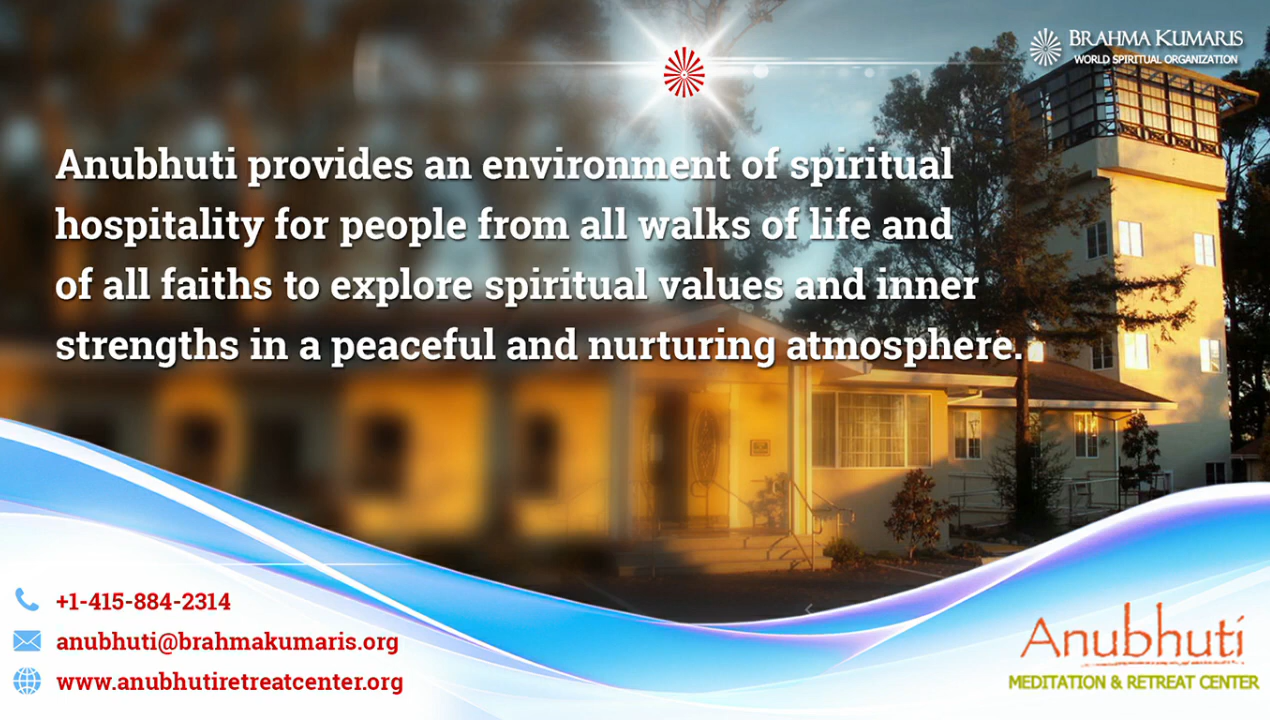 BRAHMA KUMARIS
WORLD SPIRITUAL ORGANIZATION
Anubhuti provides an environment of spiritual
hospitality for people from all walks of life and
of all faiths to explore spiritual values and inner
strengths in a peaceful and nurturing atmosphere.
+1-415-884-2314
anubhuti@brahmakumaris.org
www.anubhutiretreatcenter.org
Anubhuti
MEDITATION & RETREAT CENTER